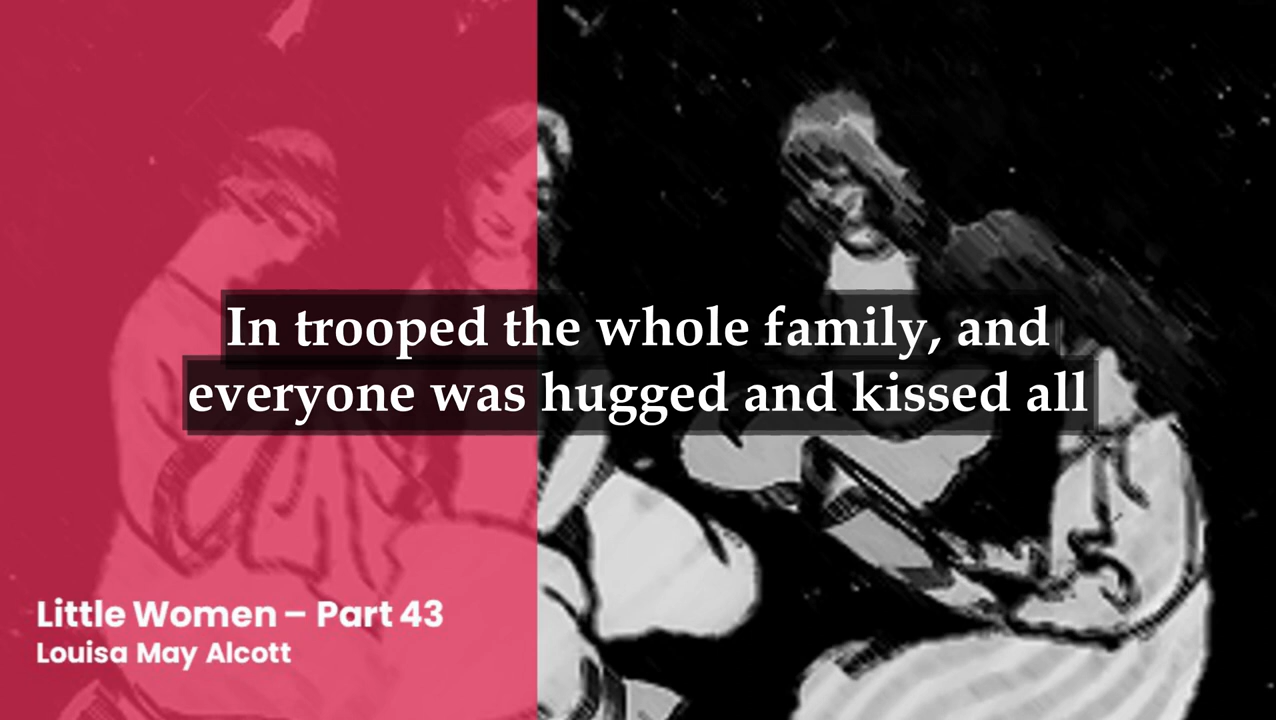 In trooped the whole family, and
everyone was hugged and kissed all
Little Women – Part 43
Louisa May Alcott